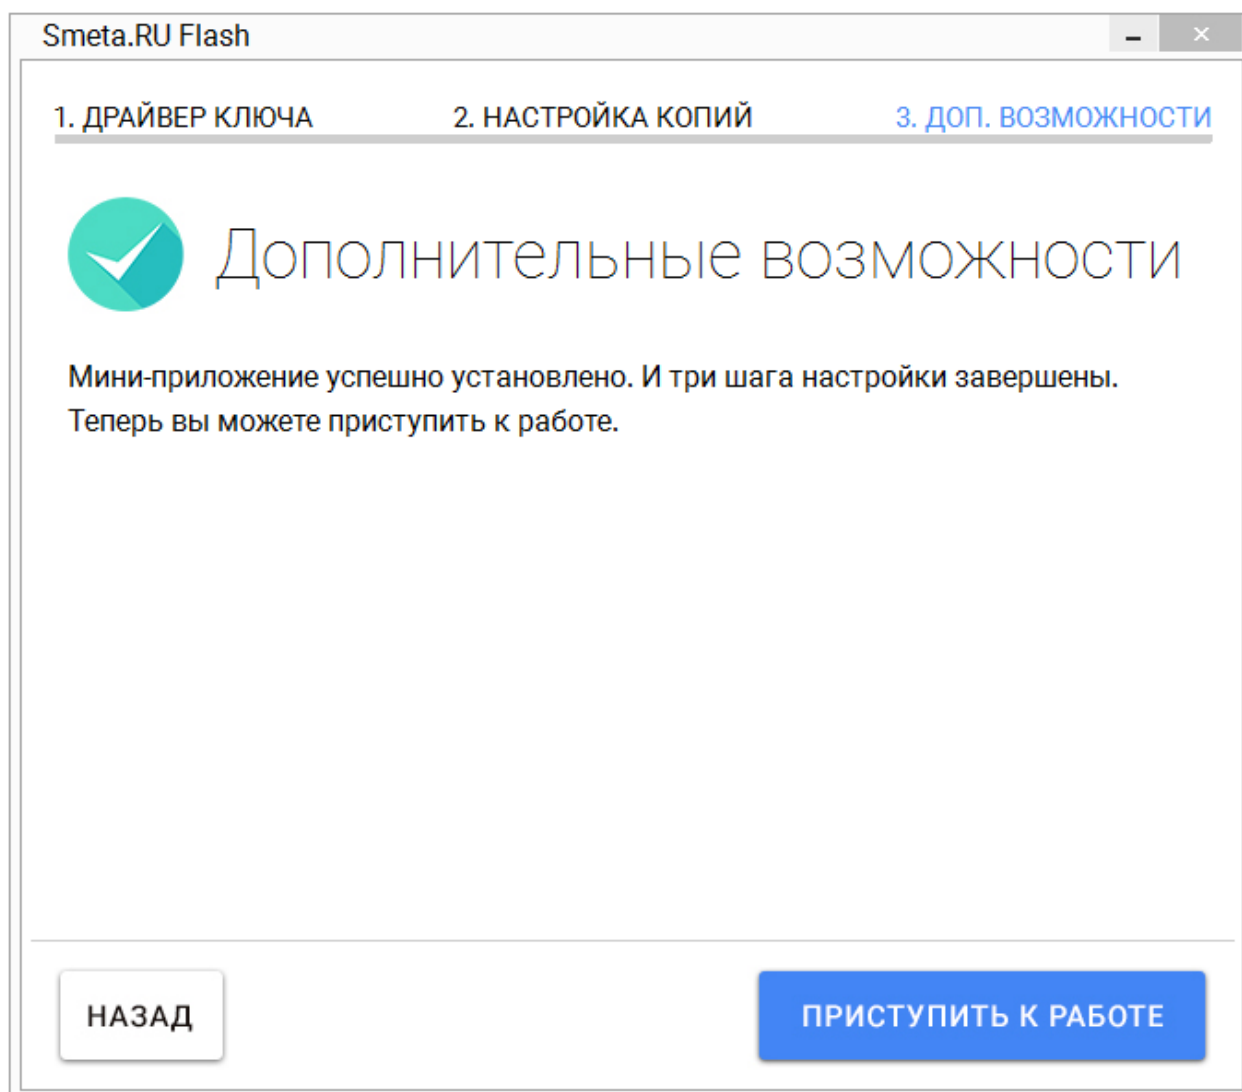 Smeta.RU Flash
1. ДРАЙВЕР КЛЮЧА 2. НАСТРОЙКА КОПИЙ 3. ДОП. ВОЗМОЖНОСТИ
Дополнительные возможности
Мини-приложение успешно установлено. И три шага настройки завершены.
Теперь вы можете приступить к работе.
НАЗАД ПРИСТУПИТЬ К РАБОТЕ